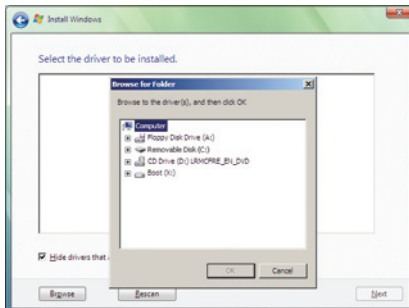 Install Windows
Select the driver to be installed.
Browse for Folder
Browse to the driver(s), and then click OK
Computer
Floppy Disk Drive (A:)
Removable Disk (C:)
CD Drive (D:) LRMCFRE_EN_DVD
Boot (X:)
Hide drivers that
OK
Cancel
Browse
Rescan
Next